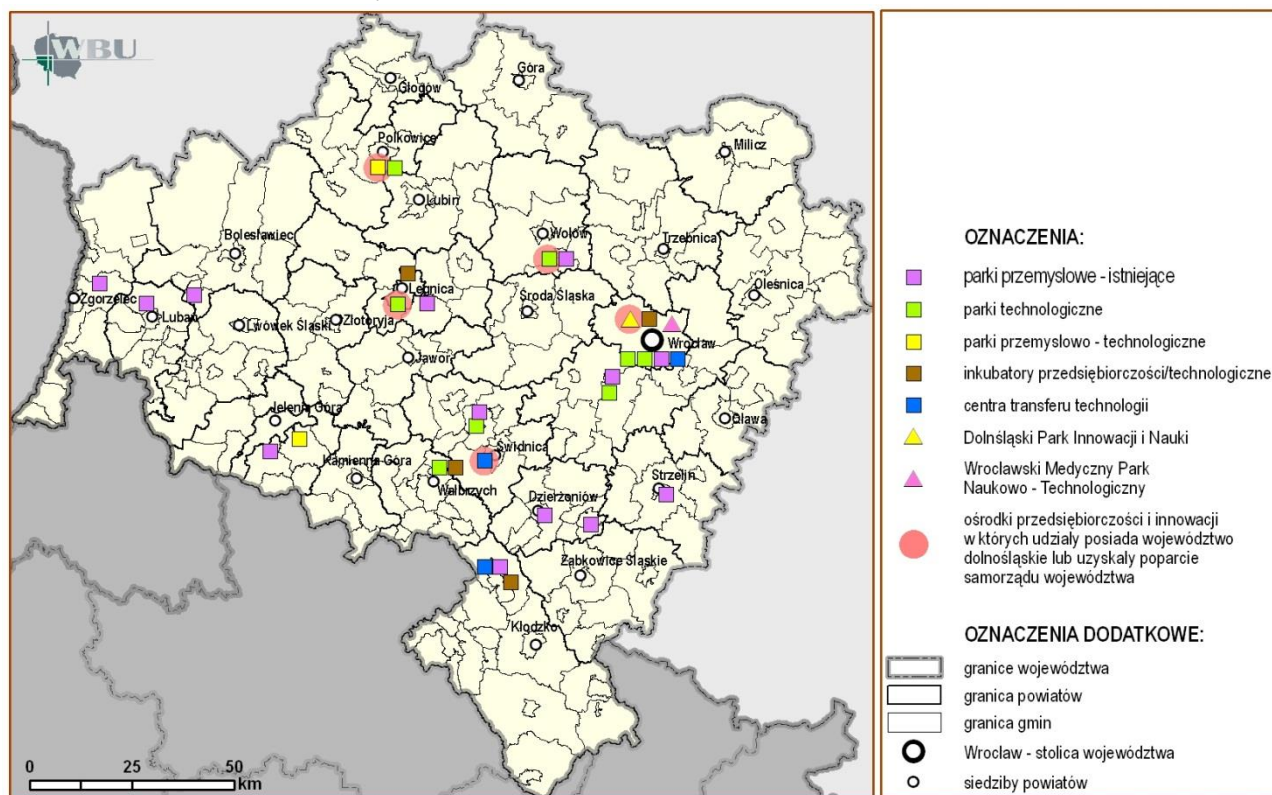 WBU
Głogów
Góra
Polkowice
Milicz
Lubin
Wołów
Trzebnica
Bolesławiec
Legnica
Środa Śląska
Oleśnica
Zgorzelec
Lubań
Lwówek Śląski
Złotoryja
Wrocław
Jawor
Jelenia Góra
Oława
Kamienna Góra
Świdnica
Wałbrzych
Dzierżoniów
Strzelin
Ząbkowice Śląskie
Kłodzko
0 25 50
km
OZNACZENIA:
parki przemysłowe - istniejące
parki technologiczne
parki przemysłowo - technologiczne
inkubatory przedsiębiorczości/technologiczne
centra transferu technologii
Dolnśląski Park Innowacji i Nauki
Wrocławski Medyczny Park
Naukowo - Technologiczny
ośrodki przedsiębiorczości i innowacji
w których udziały posiada województwo
dolnośląskie lub uzyskały poparcie
samorządu województwa
OZNACZENIA DODATKOWE:
granice województwa
granica powiatów
granica gmin
Wrocław - stolica województwa
siedziby powiatów